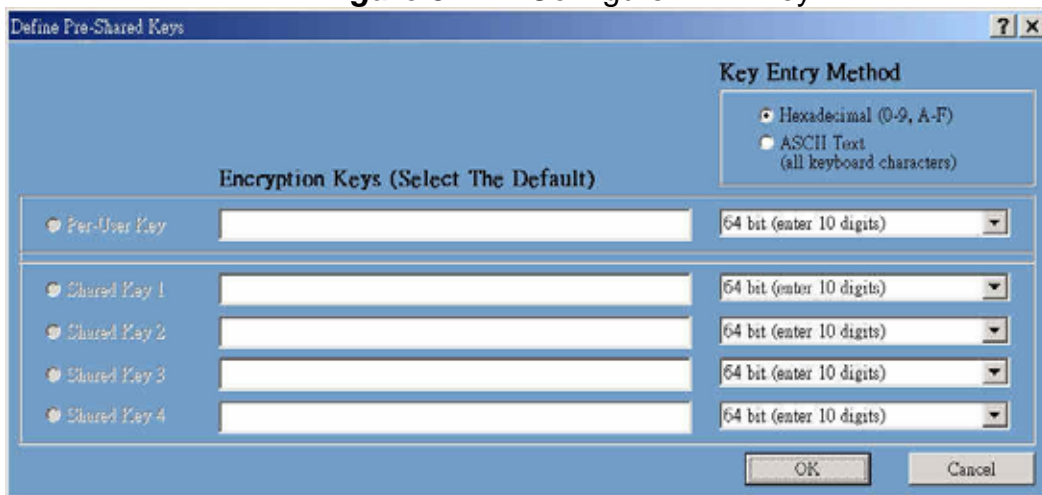 Define Pre-Shared Keys
Key Entry Method
Hexadecimal (0-9, A-F)
ASCII Text
(all keyboard characters)
Encryption Keys (Select The Default)
Per-User Key
64 bit (enter 10 digits)
Shared Key 1
64 bit (enter 10 digits)
Shared Key 2
64 bit (enter 10 digits)
Shared Key 3
64 bit (enter 10 digits)
Shared Key 4
64 bit (enter 10 digits)
OK
Cancel